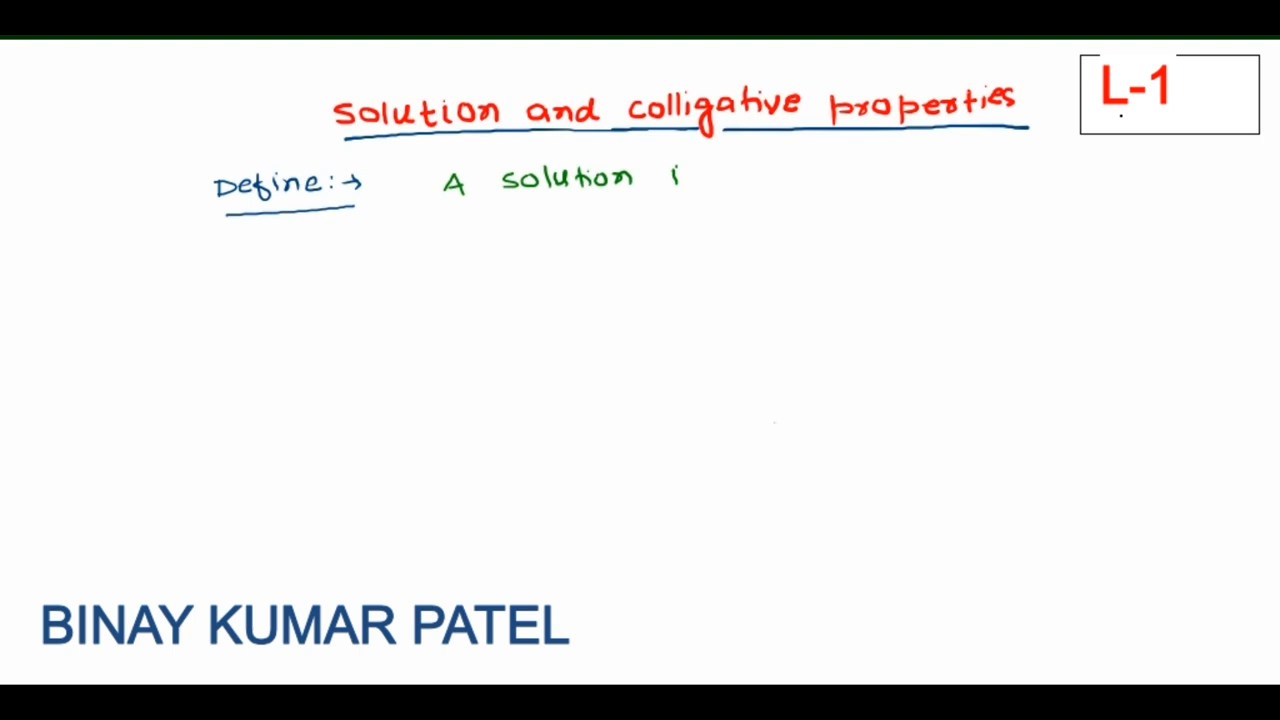 L-1
Solution and colligative properties
Define:→ A solution i
BINAY KUMAR PATEL